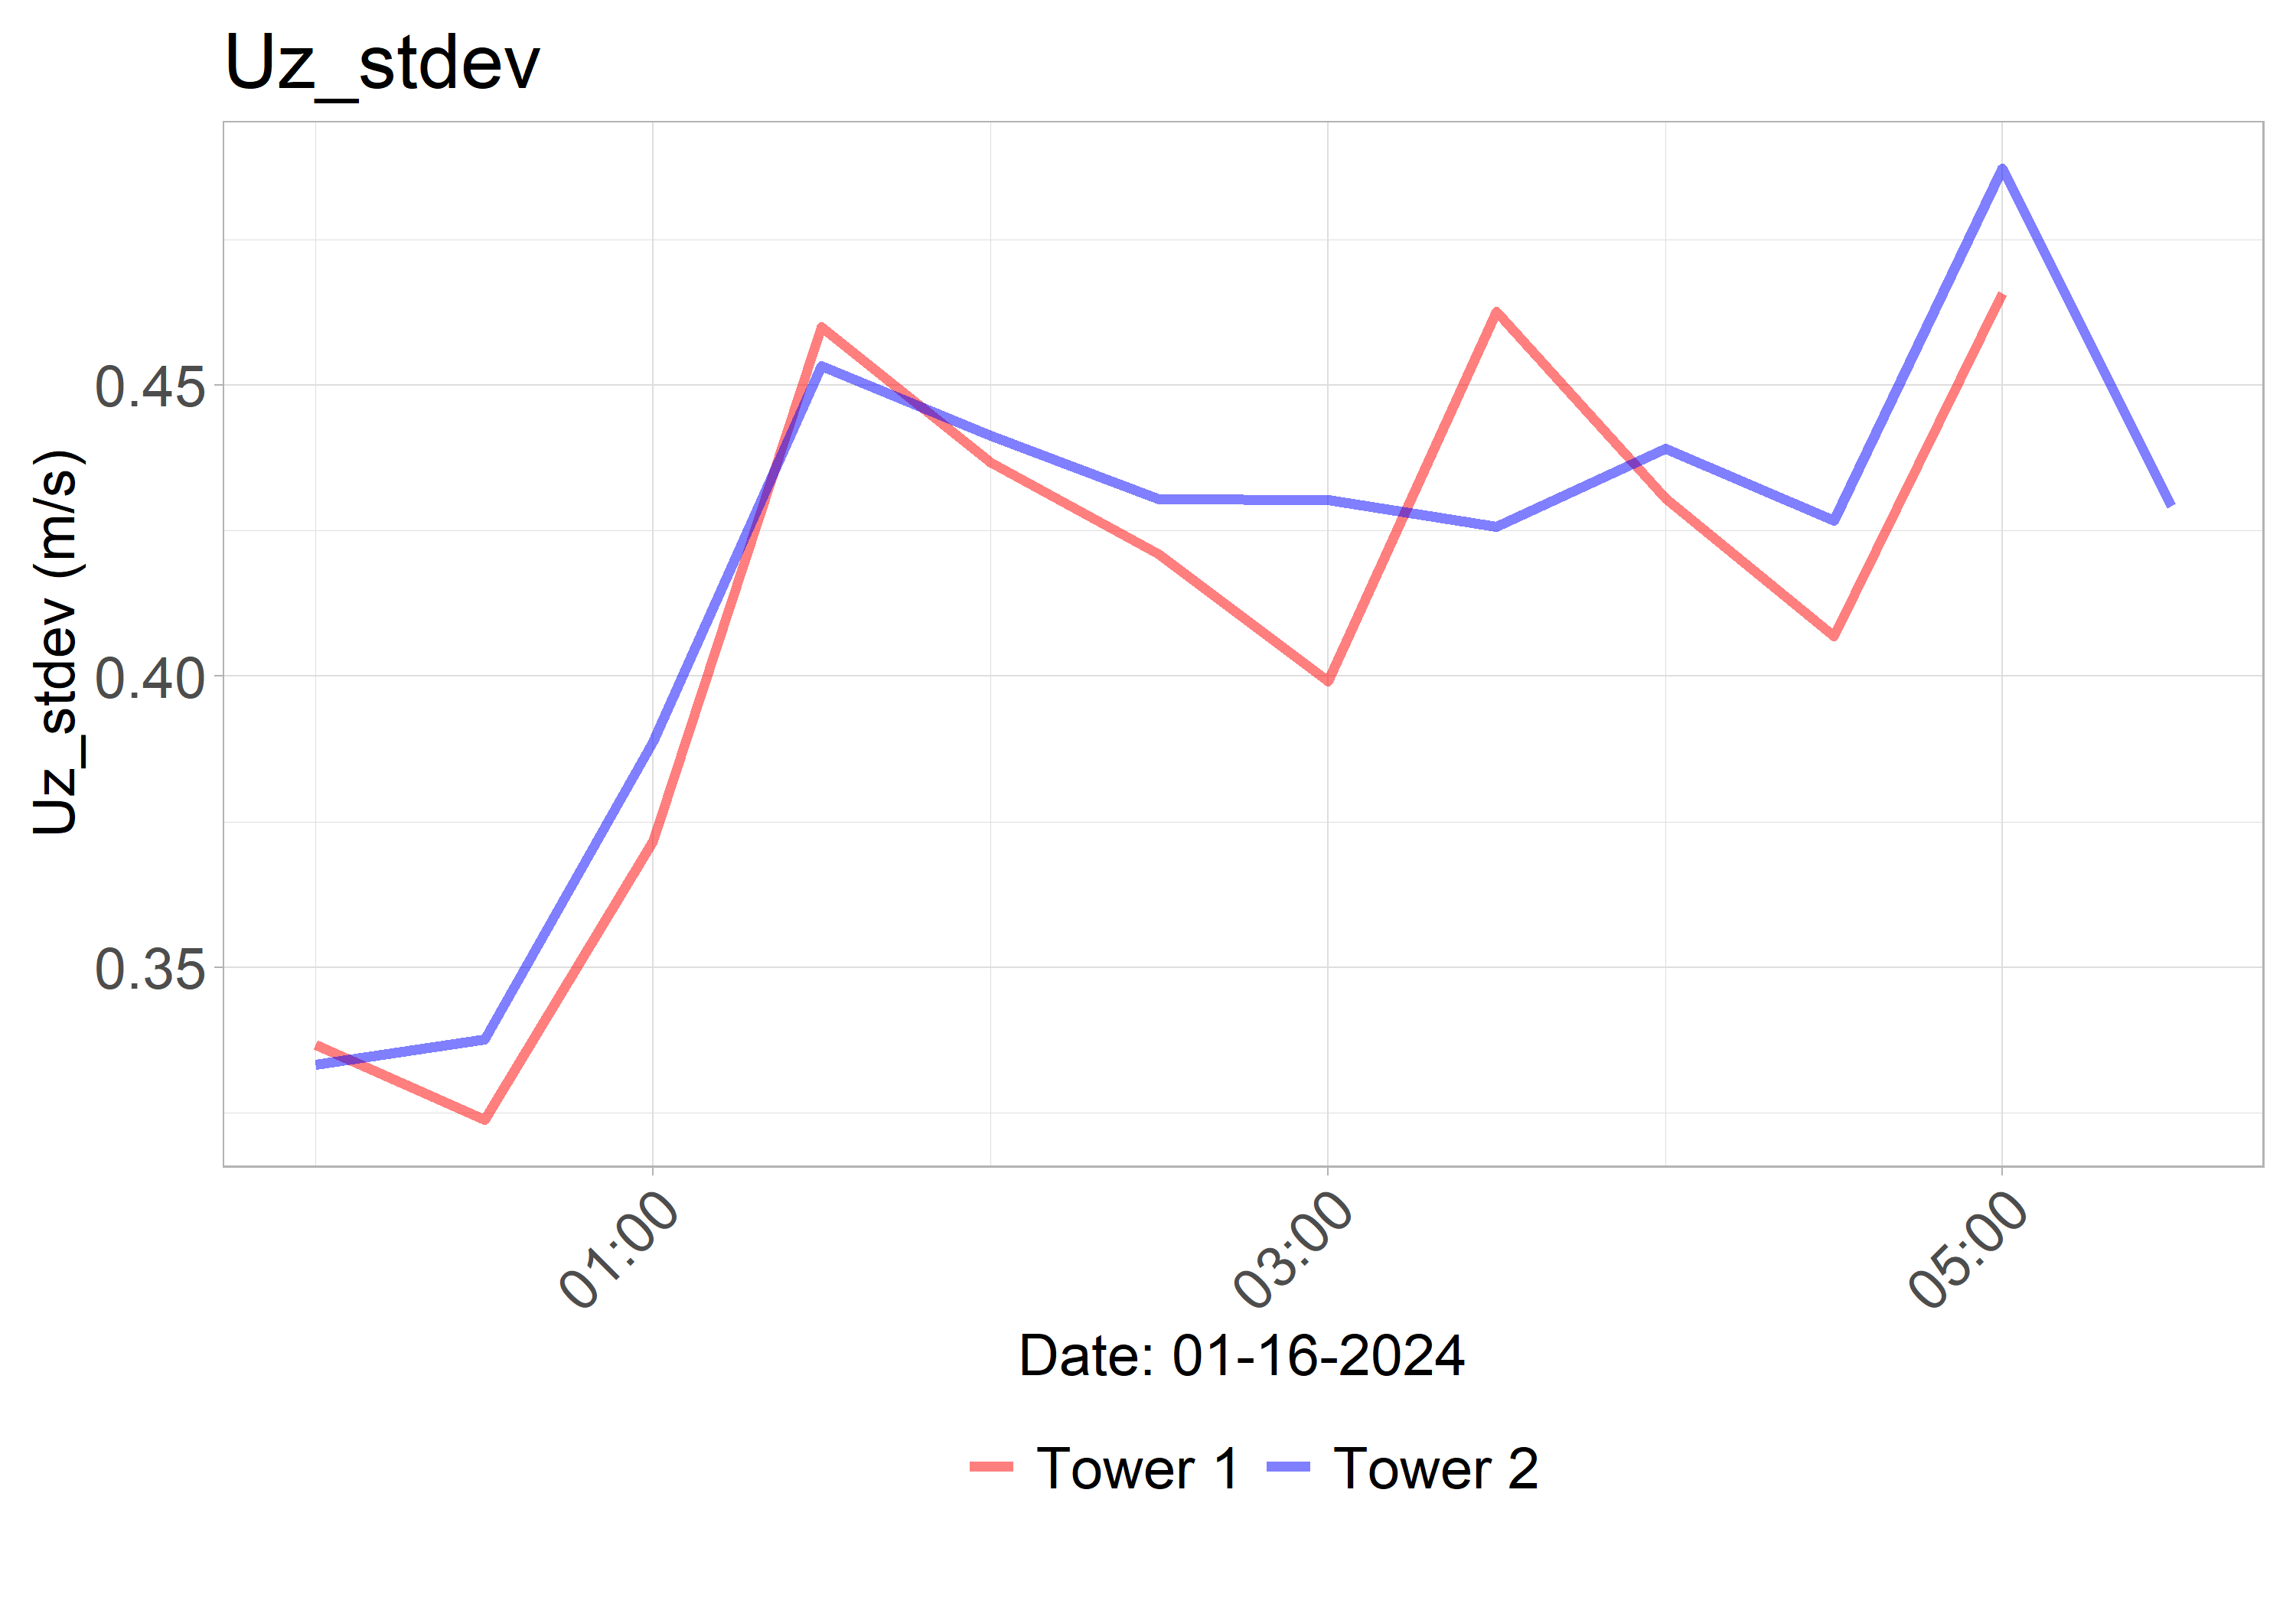 Uz_stdev
Uz_stdev (m/s)
0.45
0.40
0.35
01:00
03:00
05:00
Date: 01-16-2024
Tower 1
Tower 2